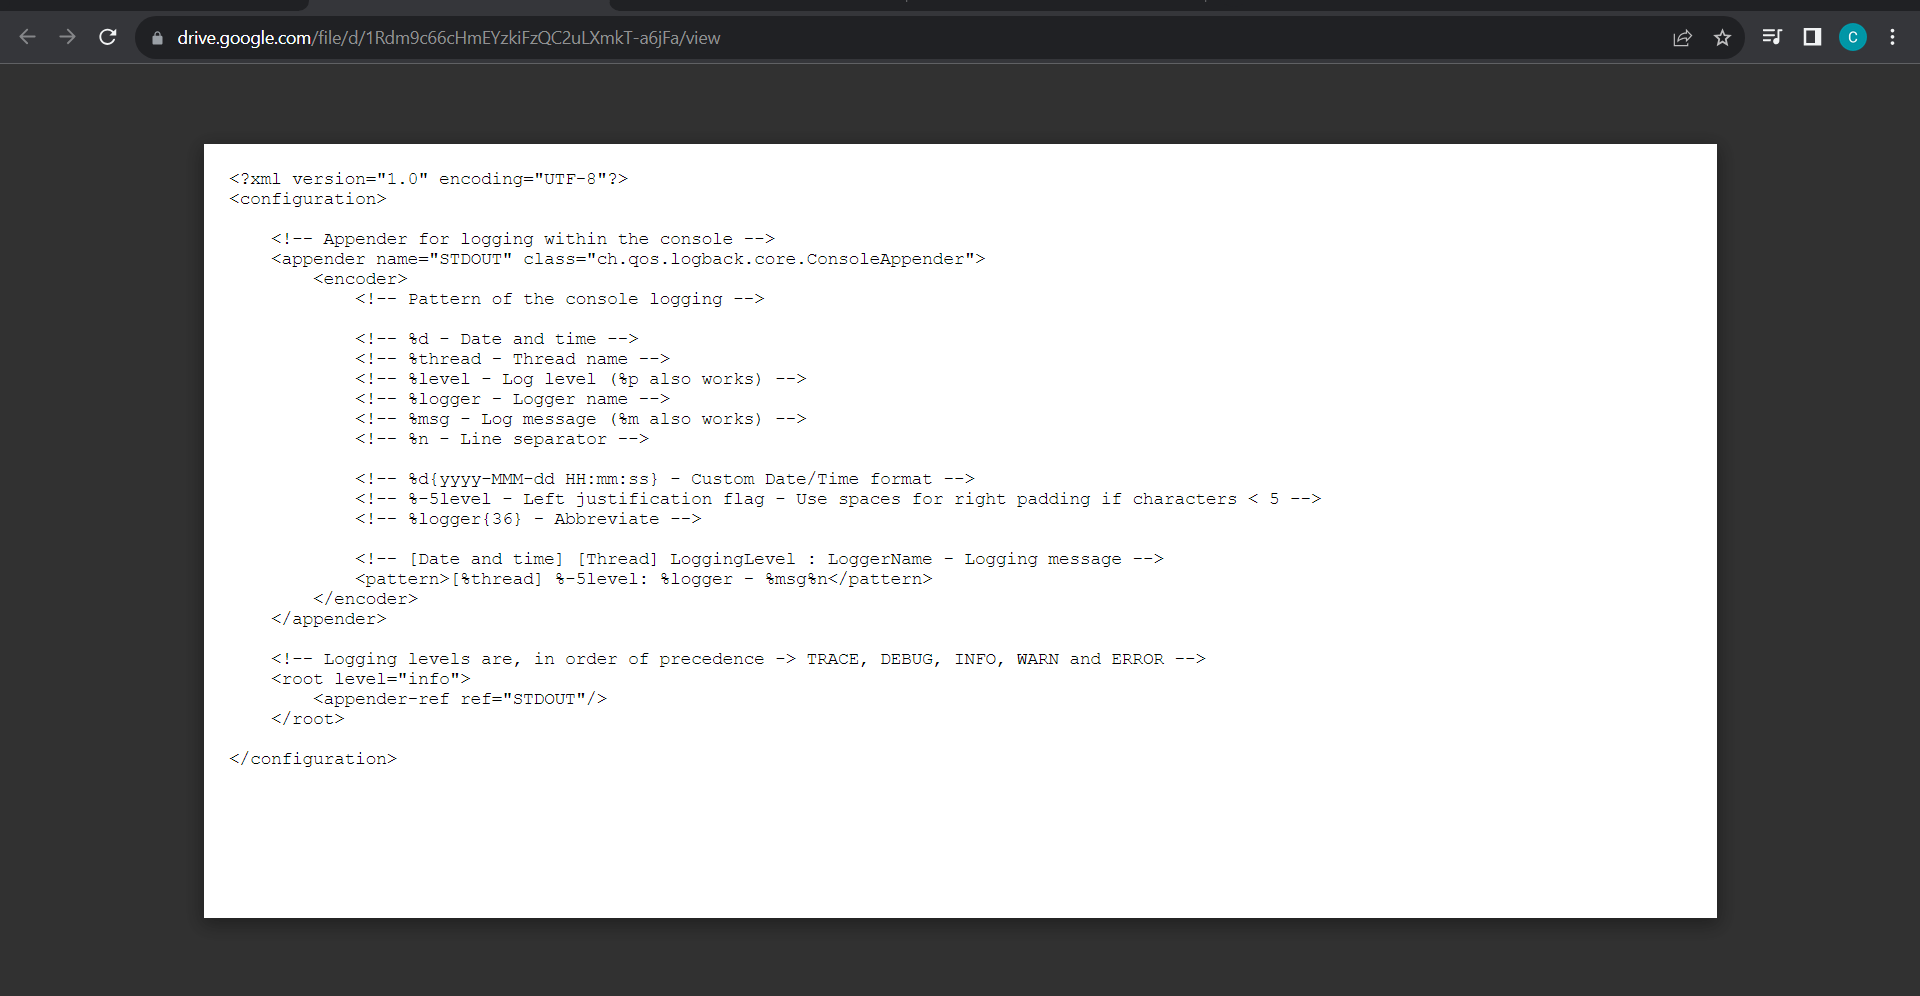 drive.google.com/file/d/1Rdm9c66cHmEYzkiFzQC2uLXmkT-a6jFa/view
C
<?xml version="1.0" encoding="UTF-8"?>
<configuration>
<!-- Appender for logging within the console -->
<appender name="STDOUT" class="ch.qos.logback.core.ConsoleAppender">
<encoder>
<!-- Pattern of the console logging -->
<!-- %d - Date and time -->
<!-- %thread - Thread name -->
<!-- %level - Log level (%p also works) -->
<!-- %logger - Logger name -->
<!-- %msg - Log message (%m also works) -->
<!-- %n - Line separator -->
<!-- %d{yyyy-MMM-dd HH:mm:ss} - Custom Date/Time format -->
<!-- %-5level - Left justification flag - Use spaces for right padding if characters < 5 -->
<!-- %logger{36} - Abbreviate -->
<!-- [Date and time] [Thread] LoggingLevel : LoggerName - Logging message -->
<pattern>[%thread] %-5level: %logger - %msg%n</pattern>
</encoder>
</appender>
<!-- Logging levels are, in order of precedence -> TRACE, DEBUG, INFO, WARN and ERROR -->
<root level="info">
<appender-ref ref="STDOUT"/>
</root>
</configuration>